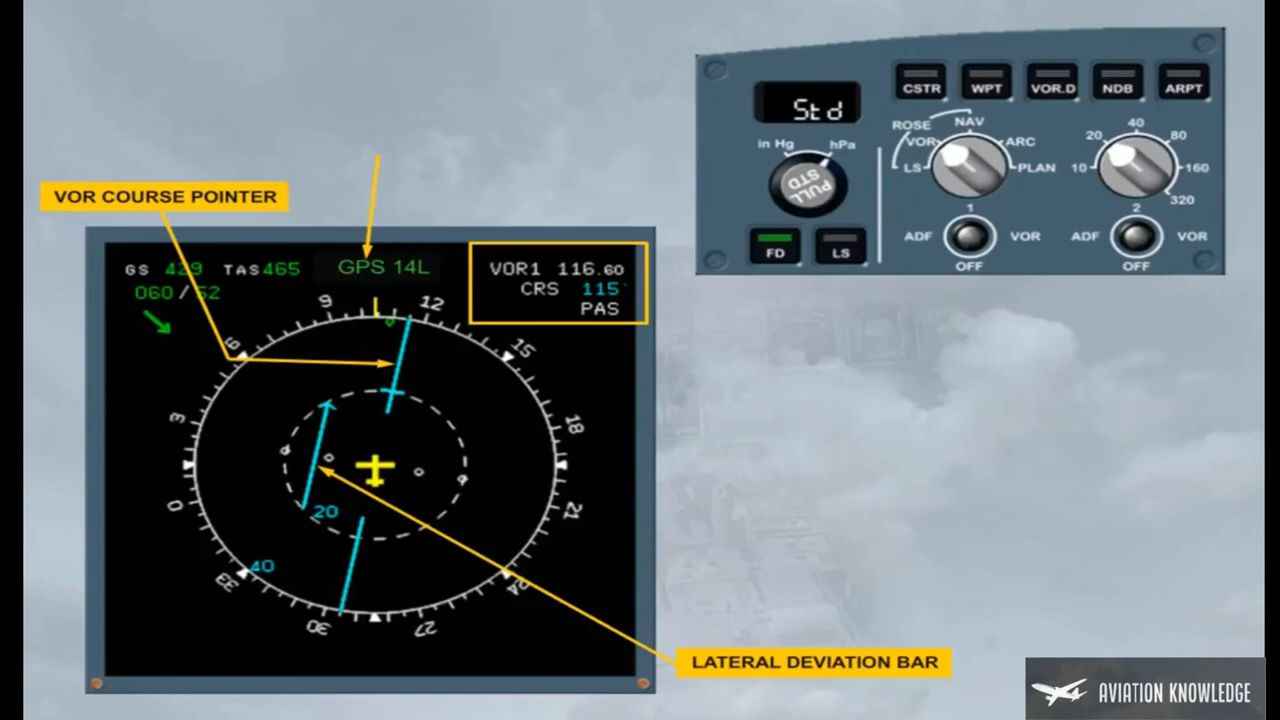 Std
in Hg
hPa
PULL STD
FD
LS
CSTR
WPT
VOR.D
NDB
ARPT
ROSE
LS
VOR
NAV
ARC
PLAN
10
20
40
80
160
320
1
ADF
VOR
OFF
2
ADF
VOR
OFF
VOR COURSE POINTER
GS 429 TAS465
060 / 52
GPS 14L
VOR1 116.60
CRS 115°
PAS
9
12
6
15
3
18
0
21
33
24
30
27
20
40
LATERAL DEVIATION BAR
AVIATION KNOWLEDGE